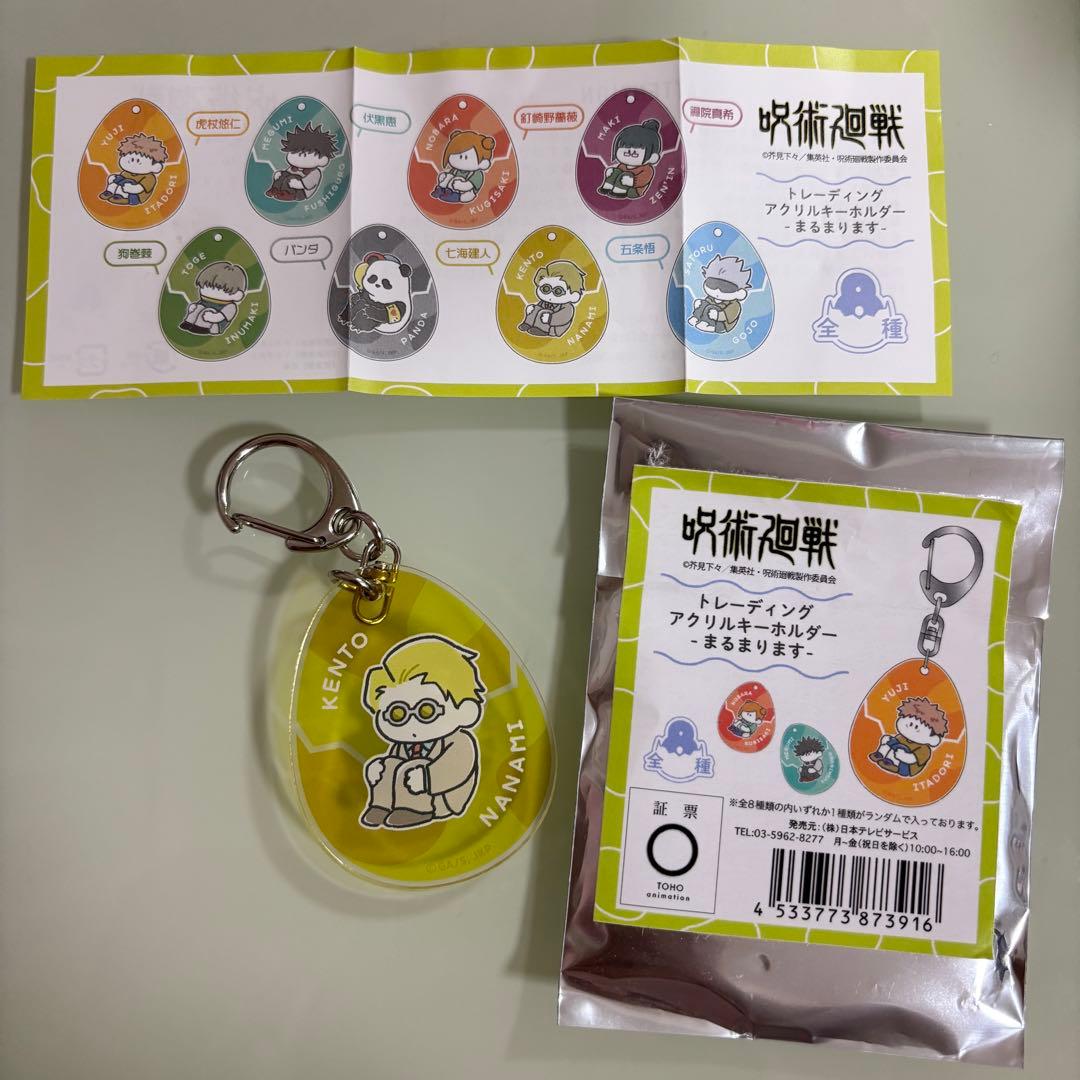 YUJI
ITADORI
虎杖悠仁
MEGUMI
FUSHIGURO
伏黒恵
NOBARA
KUGISAKI
釘崎野薔薇
MAKI
ZEN'IN
禪院真希
呪術廻戦
©芥見下々/集英社・呪術廻戦製作委員会
トレーディング
アクリルキーホルダー
-まるまります-
狗巻棘
TOGE
INUMAKI
パンダ
PANDA
七海建人
KENTO
NANAMI
五条悟
SATORU
GOJO
全8種
KENTO
NANAMI
©GA/S,JKP
呪術廻戦
©芥見下々/集英社・呪術廻戦製作委員会
トレーディング
アクリルキーホルダー
-まるまります-
NOBARA
KUGISAKI
MEGUMI
YUJI
ITADORI
全8種
証票
TOHO
animation
※全8種類の内いずれか1種類がランダムで入っております。
発売元:(株)日本テレビサービス
TEL:03-5962-8277 月~金(祝日を除く)10:00~16:00
4 533773 873916